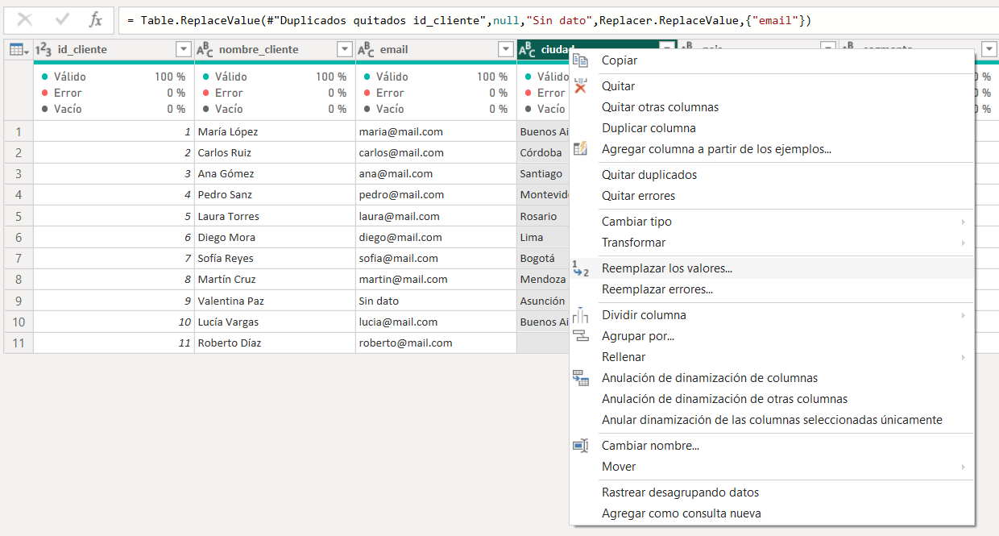 fx = Table.ReplaceValue(#"Duplicados quitados id_cliente",null,"Sin dato",Replacer.ReplaceValue,{"email"})
1²3 id_cliente ABC nombre_cliente ABC email ABC ciudad
Válido 100 % Válido 100 % Válido 100 % Válido 0 %
Error 0 % Error 0 % Error 0 % Error 0 %
Vacío 0 % Vacío 0 % Vacío 0 % Vacío 0 %
1 1 María López maria@mail.com Buenos Ai
2 2 Carlos Ruiz carlos@mail.com Córdoba
3 3 Ana Gómez ana@mail.com Santiago
4 4 Pedro Sanz pedro@mail.com Montevid
5 5 Laura Torres laura@mail.com Rosario
6 6 Diego Mora diego@mail.com Lima
7 7 Sofía Reyes sofia@mail.com Bogotá
8 8 Martín Cruz martin@mail.com Mendoza
9 9 Valentina Paz Sin dato Asunción
10 10 Lucía Vargas lucia@mail.com Buenos Ai
11 11 Roberto Díaz roberto@mail.com
Copiar
Quitar
Quitar otras columnas
Duplicar columna
Agregar columna a partir de los ejemplos...
Quitar duplicados
Quitar errores
Cambiar tipo
Transformar
Reemplazar los valores...
Reemplazar errores...
Dividir columna
Agrupar por...
Rellenar
Anulación de dinamización de columnas
Anulación de dinamización de otras columnas
Anular dinamización de las columnas seleccionadas únicamente
Cambiar nombre...
Mover
Rastrear desagrupando datos
Agregar como consulta nueva